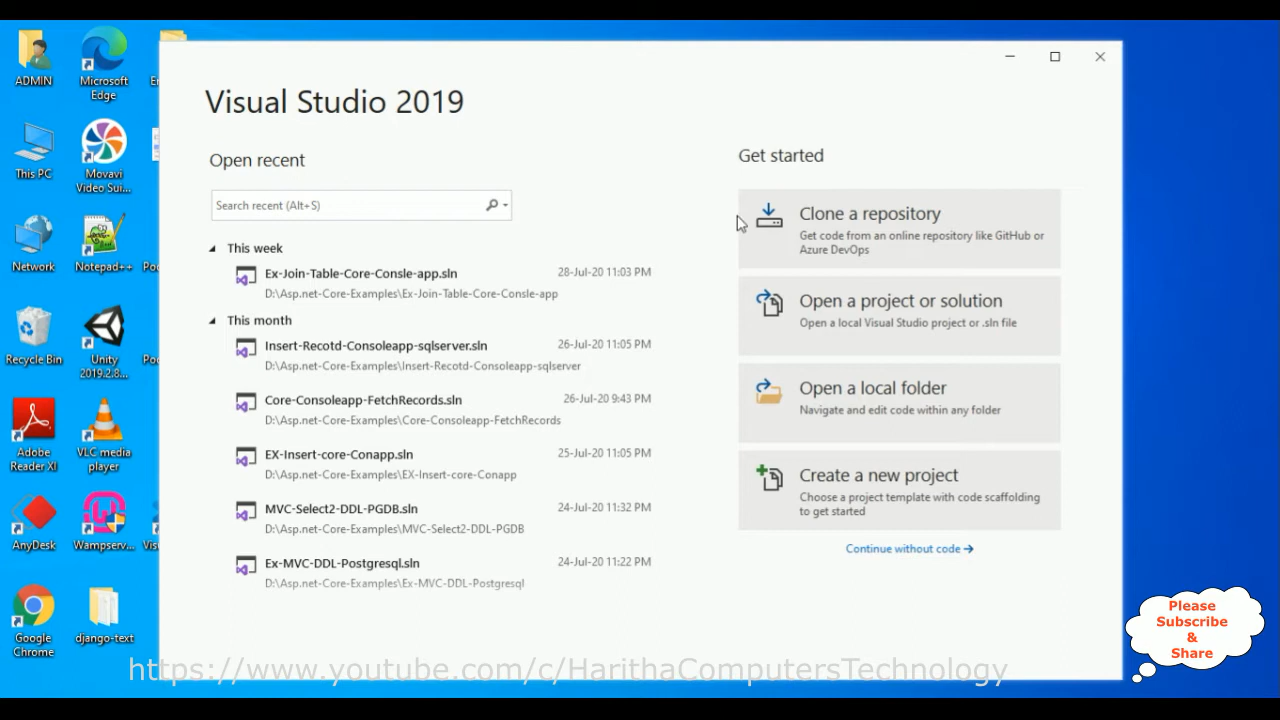 ADMIN
Microsoft
Edge
This PC
Movavi
Video Sui...
Network
Notepad++
Recycle Bin
Unity
2019.2.8...
Adobe
Reader XI
VLC media
player
AnyDesk
Wampserv...
Google
Chrome
django-text
Visual Studio 2019
Open recent
Search recent (Alt+S)
This week
Ex-Join-Table-Core-Consle-app.sln
28-Jul-20 11:03 PM
D:\Asp.net-Core-Examples\Ex-Join-Table-Core-Consle-app
This month
Insert-Recotd-Consoleapp-sqlserver.sln
26-Jul-20 11:05 PM
D:\Asp.net-Core-Examples\Insert-Recotd-Consoleapp-sqlserver
Core-Consoleapp-FetchRecords.sln
26-Jul-20 9:43 PM
D:\Asp.net-Core-Examples\Core-Consoleapp-FetchRecords
EX-Insert-core-Conapp.sln
25-Jul-20 11:05 PM
D:\Asp.net-Core-Examples\EX-Insert-core-Conapp
MVC-Select2-DDL-PGDB.sln
24-Jul-20 11:32 PM
D:\Asp.net-Core-Examples\MVC-Select2-DDL-PGDB
Ex-MVC-DDL-Postgresql.sln
24-Jul-20 11:22 PM
D:\Asp.net-Core-Examples\Ex-MVC-DDL-Postgresql
Get started
Clone a repository
Get code from an online repository like GitHub or
Azure DevOps
Open a project or solution
Open a local Visual Studio project or .sln file
Open a local folder
Navigate and edit code within any folder
Create a new project
Choose a project template with code scaffolding
to get started
Continue without code →
Please
Subscribe
&
Share
https://www.youtube.com/c/HarithaComputersTechnology